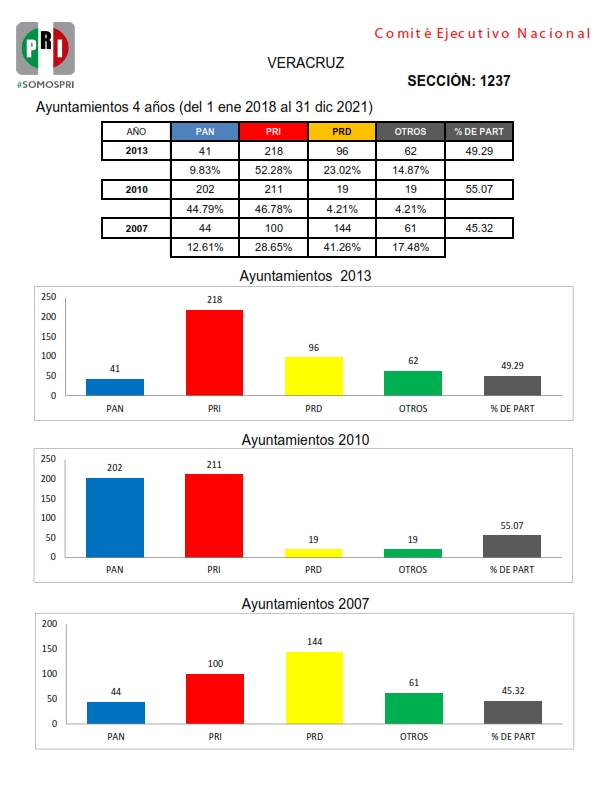 PRI
#SOMOSPRI
Comité Ejecutivo Nacional
VERACRUZ
SECCIÒN: 1237
Ayuntamientos 4 años (del 1 ene 2018 al 31 dic 2021)
AÑO PAN PRI PRD OTROS % DE PART
2013 41 218 96 62 49.29
9.83% 52.28% 23.02% 14.87%
2010 202 211 19 19 55.07
44.79% 46.78% 4.21% 4.21%
2007 44 100 144 61 45.32
12.61% 28.65% 41.26% 17.48%
Ayuntamientos 2013
250
200
150
100
50
0
41 218 96 62 49.29
PAN PRI PRD OTROS % DE PART
Ayuntamientos 2010
250
200
150
100
50
0
202 211 19 19 55.07
PAN PRI PRD OTROS % DE PART
Ayuntamientos 2007
200
150
100
50
0
44 100 144 61 45.32
PAN PRI PRD OTROS % DE PART